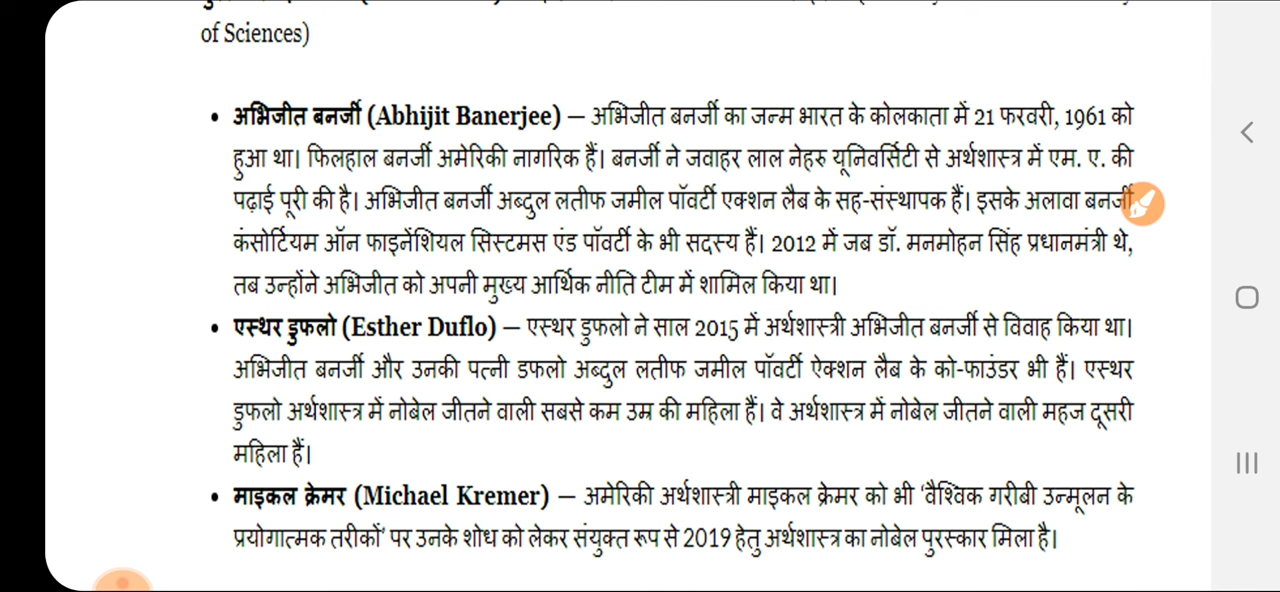 of Sciences)
अभिजीत बनर्जी (Abhijit Banerjee) – अभिजीत बनर्जी का जन्म भारत के कोलकाता में 21 फरवरी, 1961 को
हुआ था। फिलहाल बनर्जी अमेरिकी नागरिक हैं। बनर्जी ने जवाहर लाल नेहरू यूनिवर्सिटी से अर्थशास्त्र में एम. ए. की
पढ़ाई पूरी की है। अभिजीत बनर्जी अब्दुल लतीफ जमील पॉवर्टी एक्शन लैब के सह-संस्थापक हैं। इसके अलावा बनर्जी
कंसोर्टियम ऑन फाइनेंशियल सिस्टमस एंड पॉवर्टी के भी सदस्य हैं। 2012 में जब डॉ. मनमोहन सिंह प्रधानमंत्री थे,
तब उन्होंने अभिजीत को अपनी मुख्य आर्थिक नीति टीम में शामिल किया था।
एस्थर डुफलो (Esther Duflo) – एस्थर डुफलो ने साल 2015 में अर्थशास्त्री अभिजीत बनर्जी से विवाह किया था।
अभिजीत बनर्जी और उनकी पत्नी डफलो अब्दुल लतीफ जमील पॉवर्टी ऐक्शन लैब के को-फाउंडर भी हैं। एस्थर
डुफलो अर्थशास्त्र में नोबेल जीतने वाली सबसे कम उम्र की महिला हैं। वे अर्थशास्त्र में नोबेल जीतने वाली महज दूसरी
महिला हैं।
माइकल क्रेमर (Michael Kremer) – अमेरिकी अर्थशास्त्री माइकल क्रेमर को भी ‘वैश्विक गरीबी उन्मूलन के
प्रयोगात्मक तरीकों’ पर उनके शोध को लेकर संयुक्त रूप से 2019 हेतु अर्थशास्त्र का नोबेल पुरस्कार मिला है।